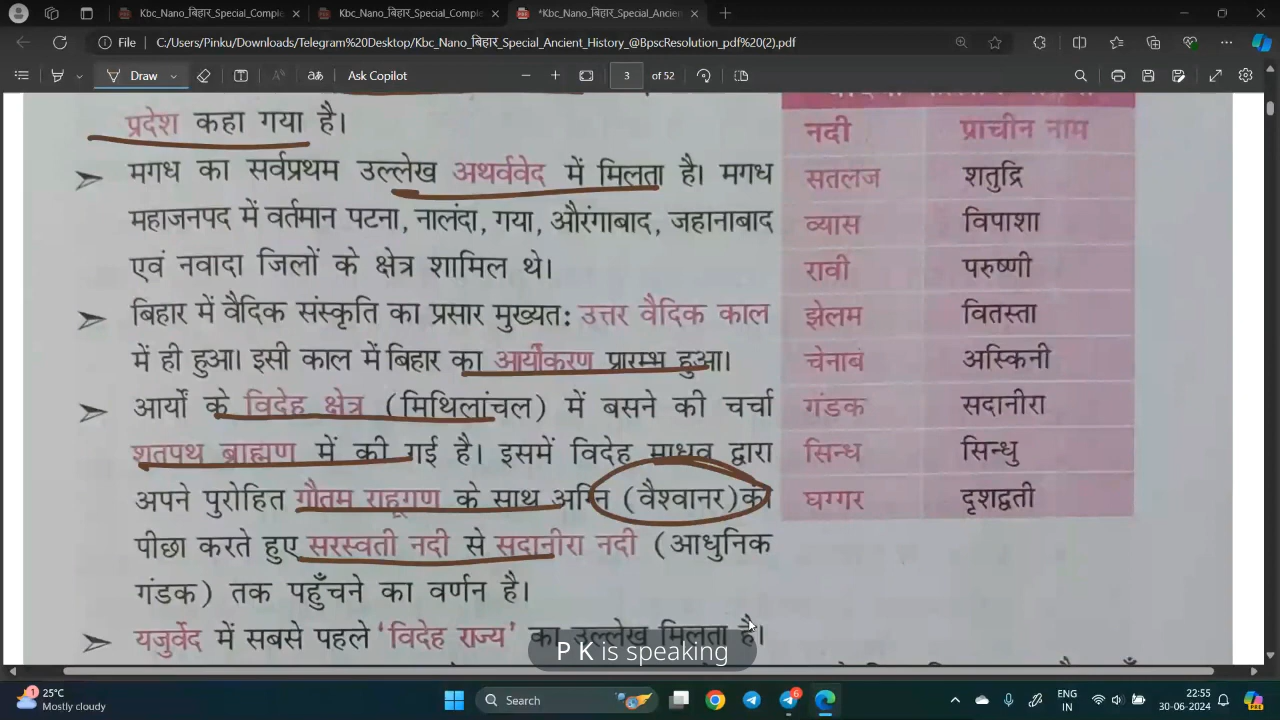 Kbc_Nano_बिहार_Special_Comple
Kbc_Nano_बिहार_Special_Comple
*Kbc_Nano_बिहार_Special_Ancien
File
C:/Users/Pinku/Downloads/Telegram%20Desktop/Kbc_Nano_बिहार_Special_Ancient_History_@BpscResolution_pdf%20(2).pdf
Draw
Ask Copilot
3 of 52
प्रदेश कहा गया है।
मगध का सर्वप्रथम उल्लेख अथर्ववेद में मिलता है। मगध
महाजनपद में वर्तमान पटना, नालंदा, गया, औरंगाबाद, जहानाबाद
एवं नवादा जिलों के क्षेत्र शामिल थे।
बिहार में वैदिक संस्कृति का प्रसार मुख्यत: उत्तर वैदिक काल
में ही हुआ। इसी काल में बिहार का आर्यीकरण प्रारम्भ हुआ।
आर्यों के विदेह क्षेत्र (मिथिलांचल) में बसने की चर्चा
शतपथ ब्राह्मण में की गई है। इसमें विदेह माधव द्वारा
अपने पुरोहित गौतम राहूगण के साथ अग्नि (वैश्वानर) का
पीछा करते हुए सरस्वती नदी से सदानीरा नदी (आधुनिक
गंडक) तक पहुँचने का वर्णन है।
यजुर्वेद में सबसे पहले 'विदेह राज्य' का उल्लेख मिलता है।
नदी प्राचीन नाम
सतलज शतुद्रि
व्यास विपाशा
रावी परुष्णी
झेलम वितस्ता
चेनाब अस्किनी
गंडक सदानीरा
सिन्ध सिन्धु
घग्गर दृशद्वती
P K is speaking
1
25°C
Mostly cloudy
Search
6
ENG
IN
22:55
30-06-2024